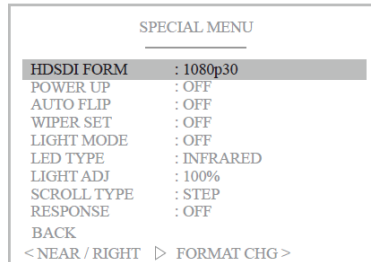 SPECIAL MENU
HDSDI FORM : 1080p30
POWER UP : OFF
AUTO FLIP : OFF
WIPER SET : OFF
LIGHT MODE : OFF
LED TYPE : INFRARED
LIGHT ADJ : 100%
SCROLL TYPE : STEP
RESPONSE : OFF
BACK
< NEAR / RIGHT ▷ FORMAT CHG >